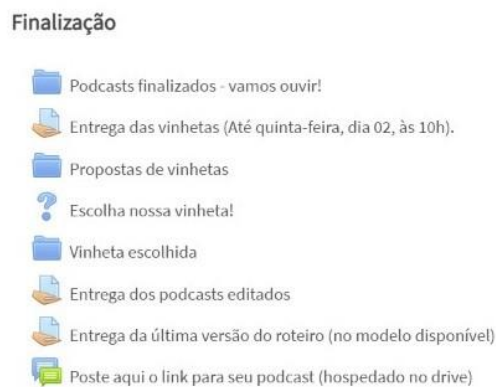 Finalização
Podcasts finalizados - vamos ouvir!
Entrega das vinhetas (Até quinta-feira, dia 02, às 10h).
Propostas de vinhetas
Escolha nossa vinheta!
Vinheta escolhida
Entrega dos podcasts editados
Entrega da última versão do roteiro (no modelo disponível)
Poste aqui o link para seu podcast (hospedado no drive)